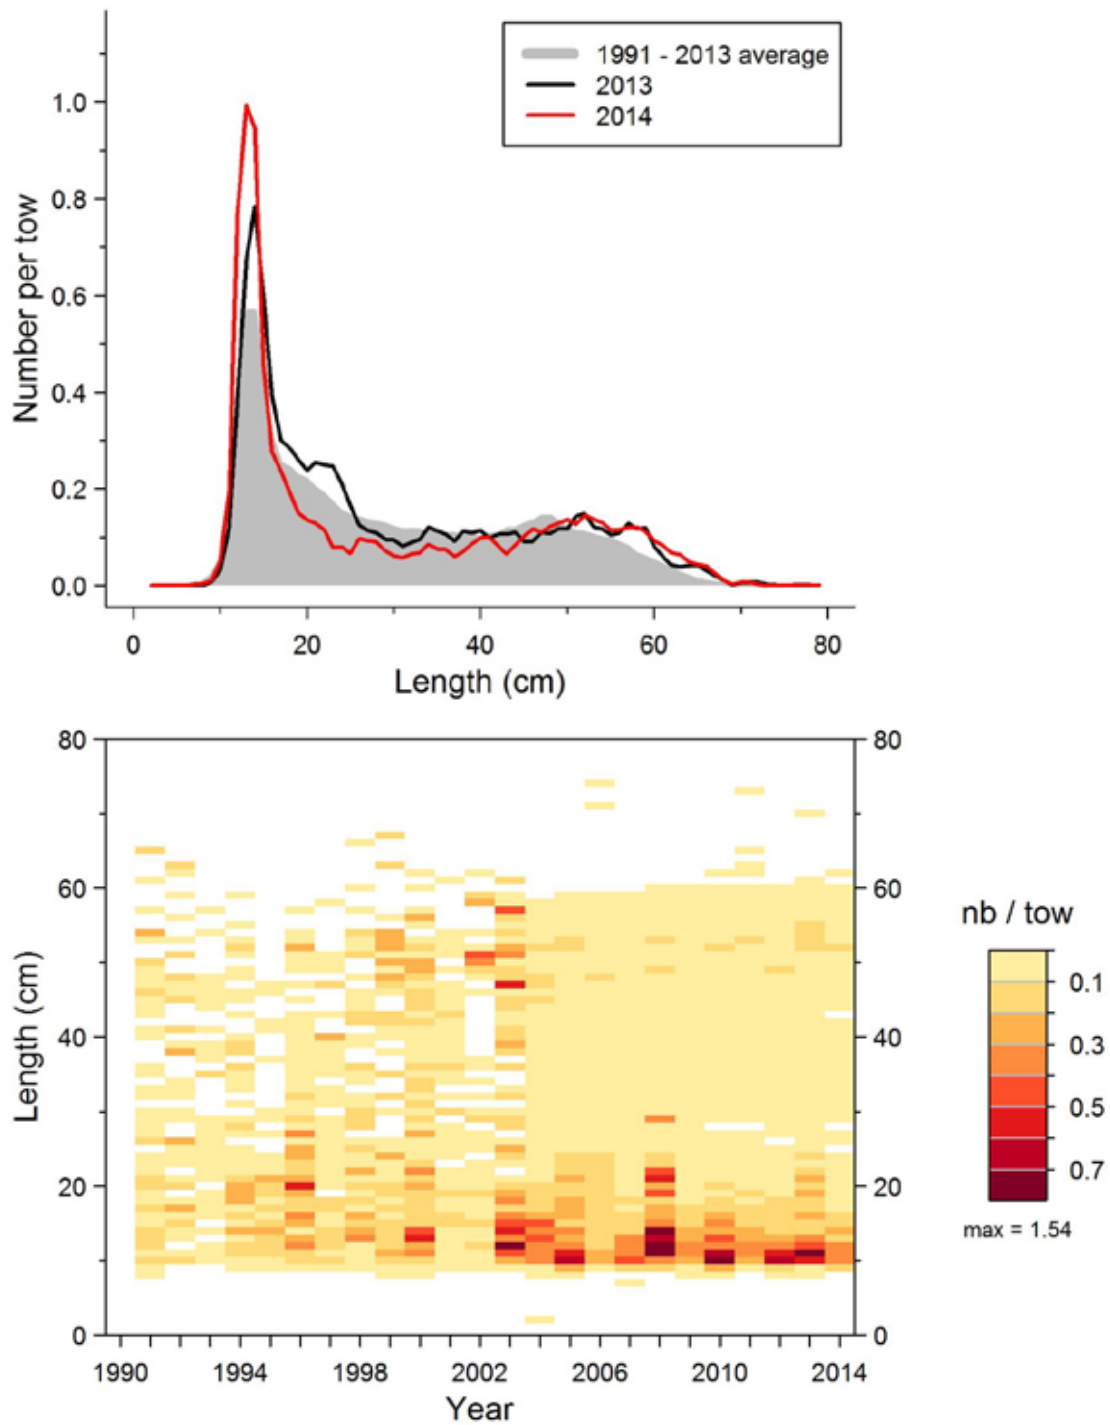 1991 - 2013 average
2013
2014
1.0
0.8
0.6
0.4
0.2
0.0
Number per tow
0 20 40 60 80
Length (cm)
80 80
60 60
40 40
20 20
0 0
Length (cm)
1990 1994 1998 2002 2006 2010 2014
Year
nb / tow
0.1
0.3
0.5
0.7
max = 1.54